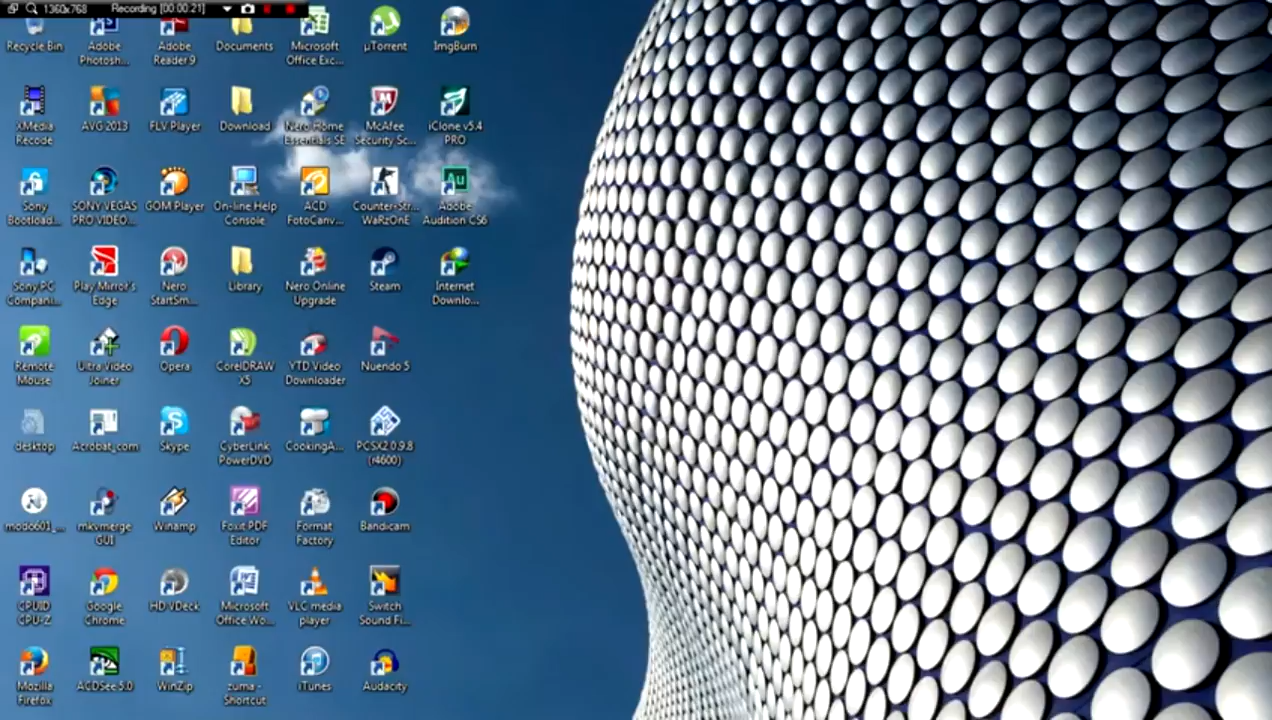 1360x768 Recording [00:00:21]
Recycle Bin
Adobe
Photosh...
Adobe
Reader 9
Documents
Microsoft
Office Exc...
µTorrent
ImgBurn
XMedia
Recode
AVG 2013
FLV Player
Download
Nero Home
Essentials SE
McAfee
Security Sc...
iClone v5.4
PRO
Sony
Bootload...
SONY VEGAS
PRO VIDEO...
GOM Player
On-line Help
Console
ACD
FotoCanv...
Counter-Str...
WaRzOnE
Au
Adobe
Audition CS6
Sony PC
Compani...
Play Mirror's
Edge
Nero
StartSm...
Library
Nero Online
Upgrade
Steam
Internet
Downlo...
Remote
Mouse
Ultra Video
Joiner
Opera
CorelDRAW
X5
YTD Video
Downloader
Nuendo 5
desktop
Acrobat_com
Skype
CyberLink
PowerDVD
CookingA...
PCSX2.0.9.8
(r4600)
modo601_...
mkvmerge
GUI
Winamp
Foxit PDF
Editor
Format
Factory
Bandicam
CPUID
CPU-Z
Google
Chrome
HD VDeck
Microsoft
Office Wo...
VLC media
player
Switch
Sound Fi...
Mozilla
Firefox
ACDSee 5.0
WinZip
zuma -
Shortcut
iTunes
Audacity